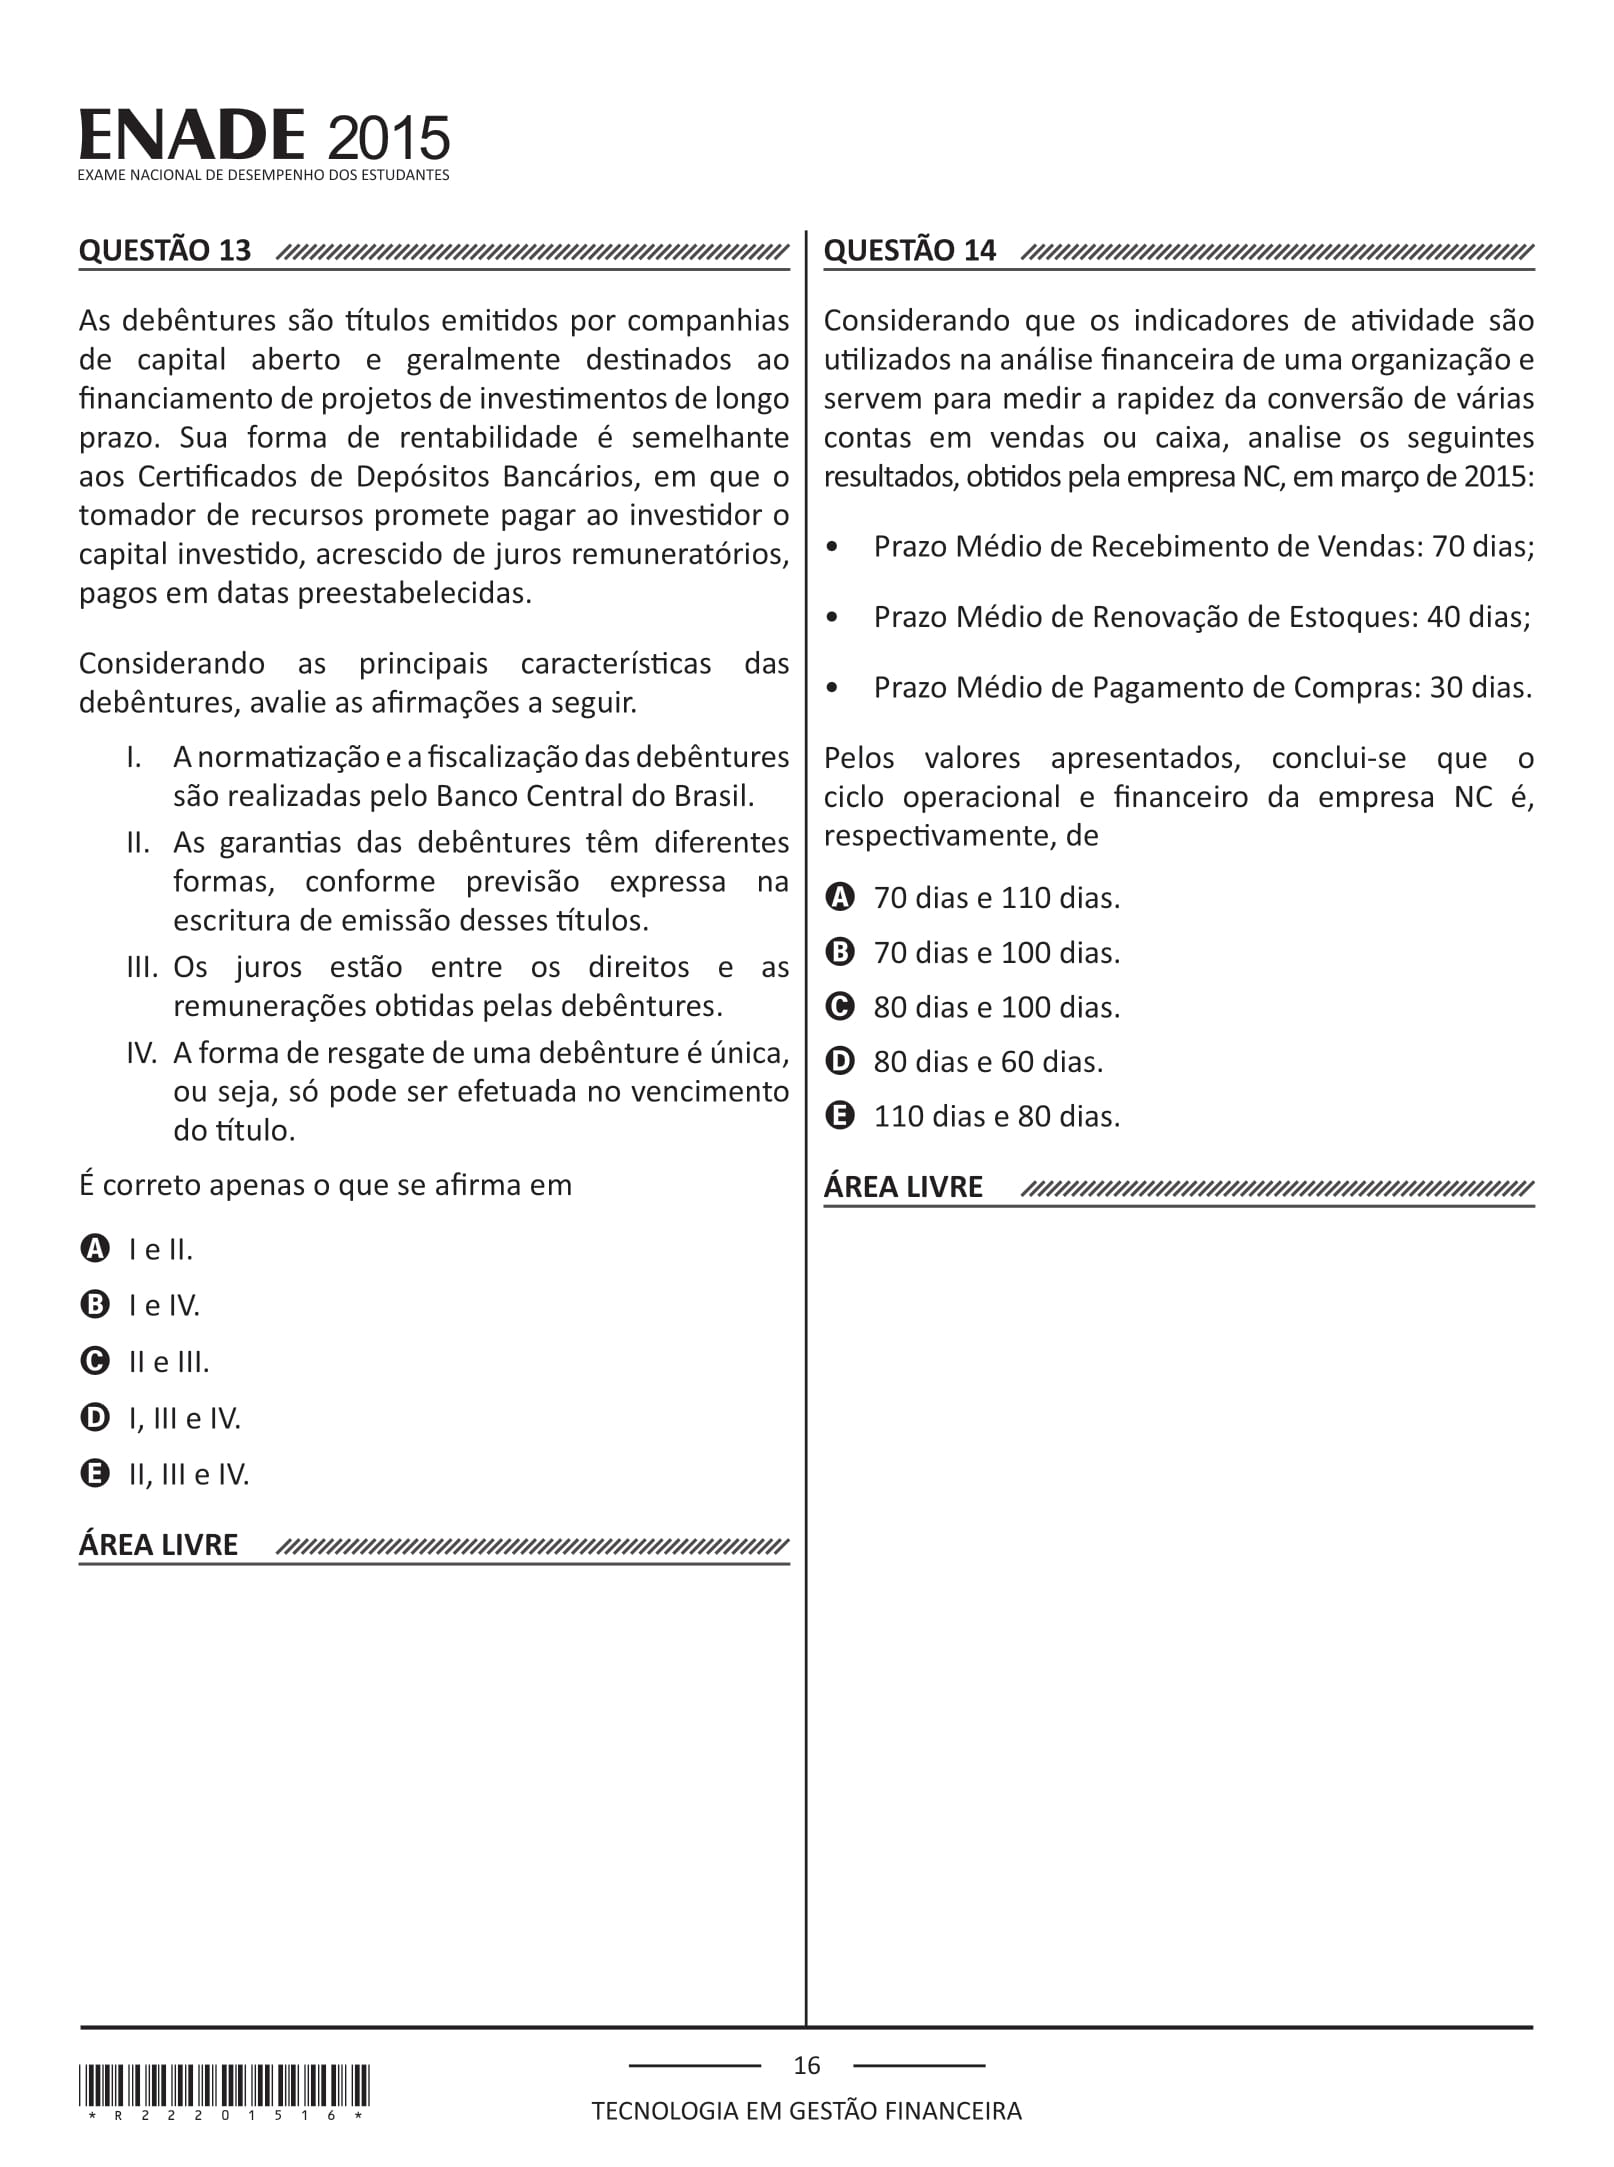 ENADE 2015
EXAME NACIONAL DE DESEMPENHO DOS ESTUDANTES
QUESTÃO 13
As debêntures são títulos emitidos por companhias
de capital aberto e geralmente destinados ao
financiamento de projetos de investimentos de longo
prazo. Sua forma de rentabilidade é semelhante
aos Certificados de Depósitos Bancários, em que o
tomador de recursos promete pagar ao investidor o
capital investido, acrescido de juros remuneratórios,
pagos em datas preestabelecidas.
Considerando as principais características das
debêntures, avalie as afirmações a seguir.
I. A normatização e a fiscalização das debêntures
são realizadas pelo Banco Central do Brasil.
II. As garantias das debêntures têm diferentes
formas, conforme previsão expressa na
escritura de emissão desses títulos.
III. Os juros estão entre os direitos e as
remunerações obtidas pelas debêntures.
IV. A forma de resgate de uma debênture é única,
ou seja, só pode ser efetuada no vencimento
do título.
É correto apenas o que se afirma em
A I e II.
B I e IV.
C II e III.
D I, III e IV.
E II, III e IV.
ÁREA LIVRE
QUESTÃO 14
Considerando que os indicadores de atividade são
utilizados na análise financeira de uma organização e
servem para medir a rapidez da conversão de várias
contas em vendas ou caixa, analise os seguintes
resultados, obtidos pela empresa NC, em março de 2015:
• Prazo Médio de Recebimento de Vendas: 70 dias;
• Prazo Médio de Renovação de Estoques: 40 dias;
• Prazo Médio de Pagamento de Compras: 30 dias.
Pelos valores apresentados, conclui-se que o
ciclo operacional e financeiro da empresa NC é,
respectivamente, de
A 70 dias e 110 dias.
B 70 dias e 100 dias.
C 80 dias e 100 dias.
D 80 dias e 60 dias.
E 110 dias e 80 dias.
ÁREA LIVRE
*R22201516*
16
TECNOLOGIA EM GESTÃO FINANCEIRA